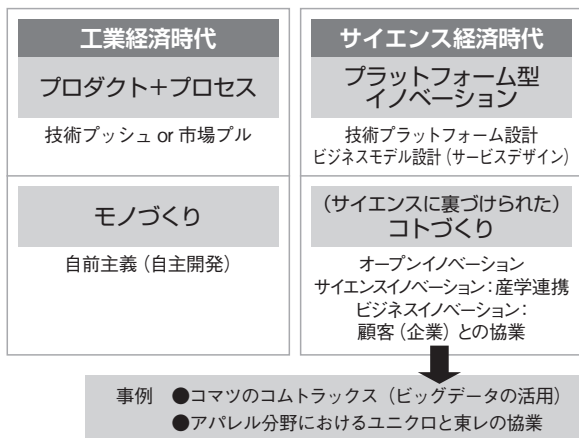 工業経済時代
プロダクト＋プロセス
技術プッシュ or 市場プル
モノづくり
自前主義（自主開発）
サイエンス経済時代
プラットフォーム型
イノベーション
技術プラットフォーム設計
ビジネスモデル設計（サービスデザイン）
（サイエンスに裏づけられた）
コトづくり
オープンイノベーション
サイエンスイノベーション：産学連携
ビジネスイノベーション：
顧客（企業）との協業
事例 ●コマツのコムトラックス（ビッグデータの活用）
●アパレル分野におけるユニクロと東レの協業